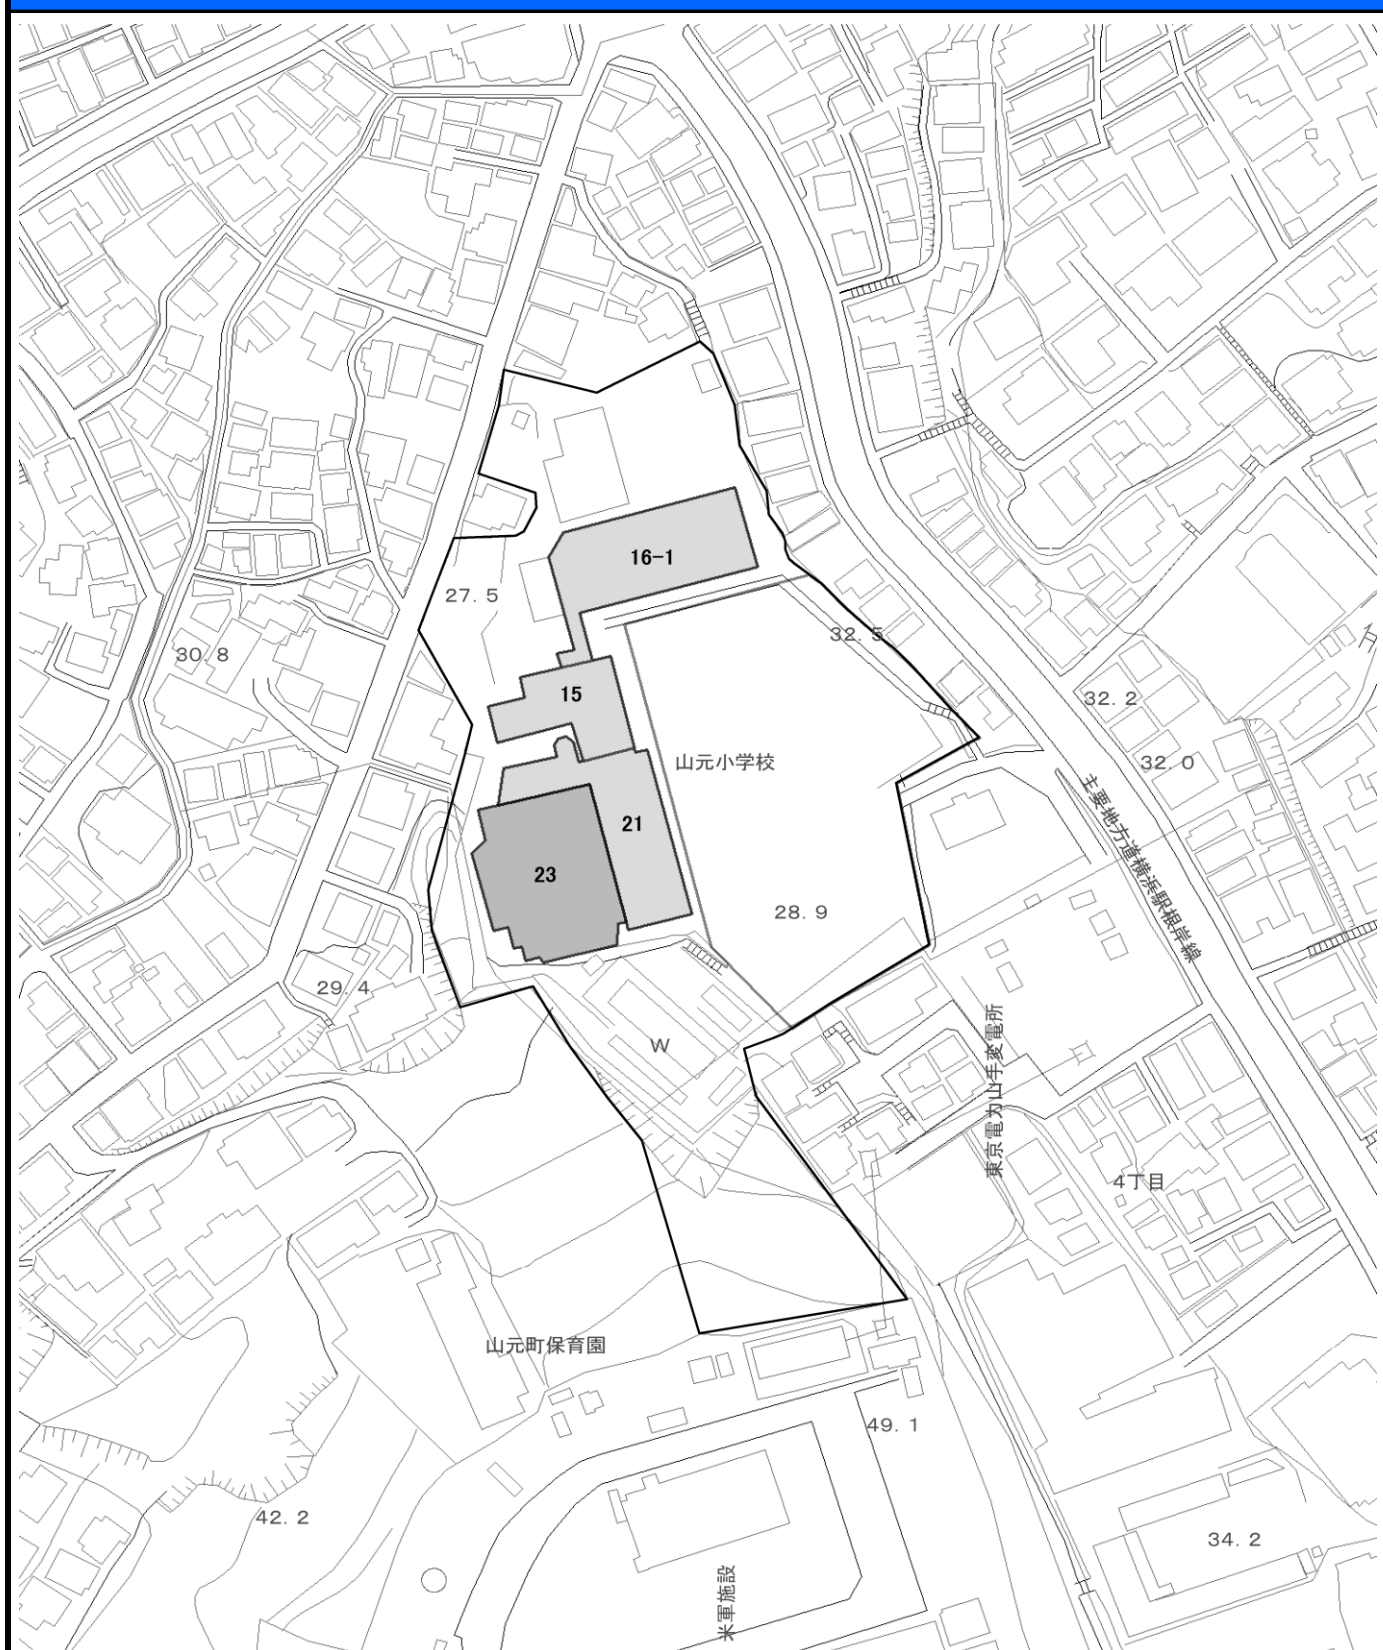 16-1
27. 5
32. 5
30. 8
15
32. 2
山元小学校
32. 0
主要地方道横浜駅根岸線
21
23
28. 9
29. 4
W
東京電力山手変電所
4丁目
山元町保育園
49. 1
42. 2
34. 2
米軍施設